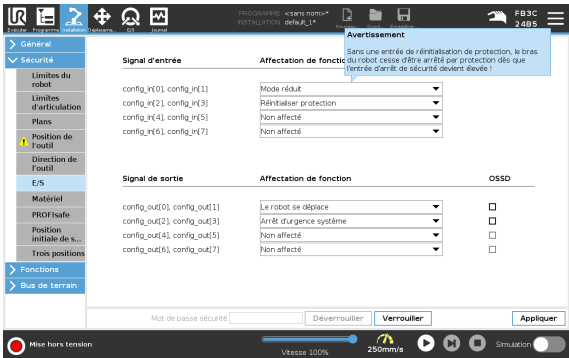 PROGRAMME <sans nom>*
INSTALLATION default_1*
FB3C
24B5
Exécuter Programme Installation Déplaceme... E/S Journal
Avertissement
Sans une entrée de réinitialisation de protection, le bras
du robot cesse d'être arrêté par protection dès que
l'entrée d'arrêt de sécurité devient élevée !
Général
Sécurité
Limites du
robot
Limites
d'articulation
Plans
Position de
l'outil
Direction de
l'outil
E/S
Matériel
PROFIsafe
Position
initiale de s...
Trois positions
Fonctions
Bus de terrain
Signal d'entrée Affectation de fonction
config_in[0], config_in[1] Mode réduit
config_in[2], config_in[3] Réinitialiser protection
config_in[4], config_in[5] Non affecté
config_in[6], config_in[7] Non affecté
Signal de sortie Affectation de fonction OSSD
config_out[0], config_out[1] Le robot se déplace
config_out[2], config_out[3] Arrêt d'urgence système
config_out[4], config_out[5] Non affecté
config_out[6], config_out[7] Non affecté
Mot de passe sécurité Déverrouiller Verrouiller Appliquer
Mise hors tension
Vitesse 100%
250mm/s
Simulation